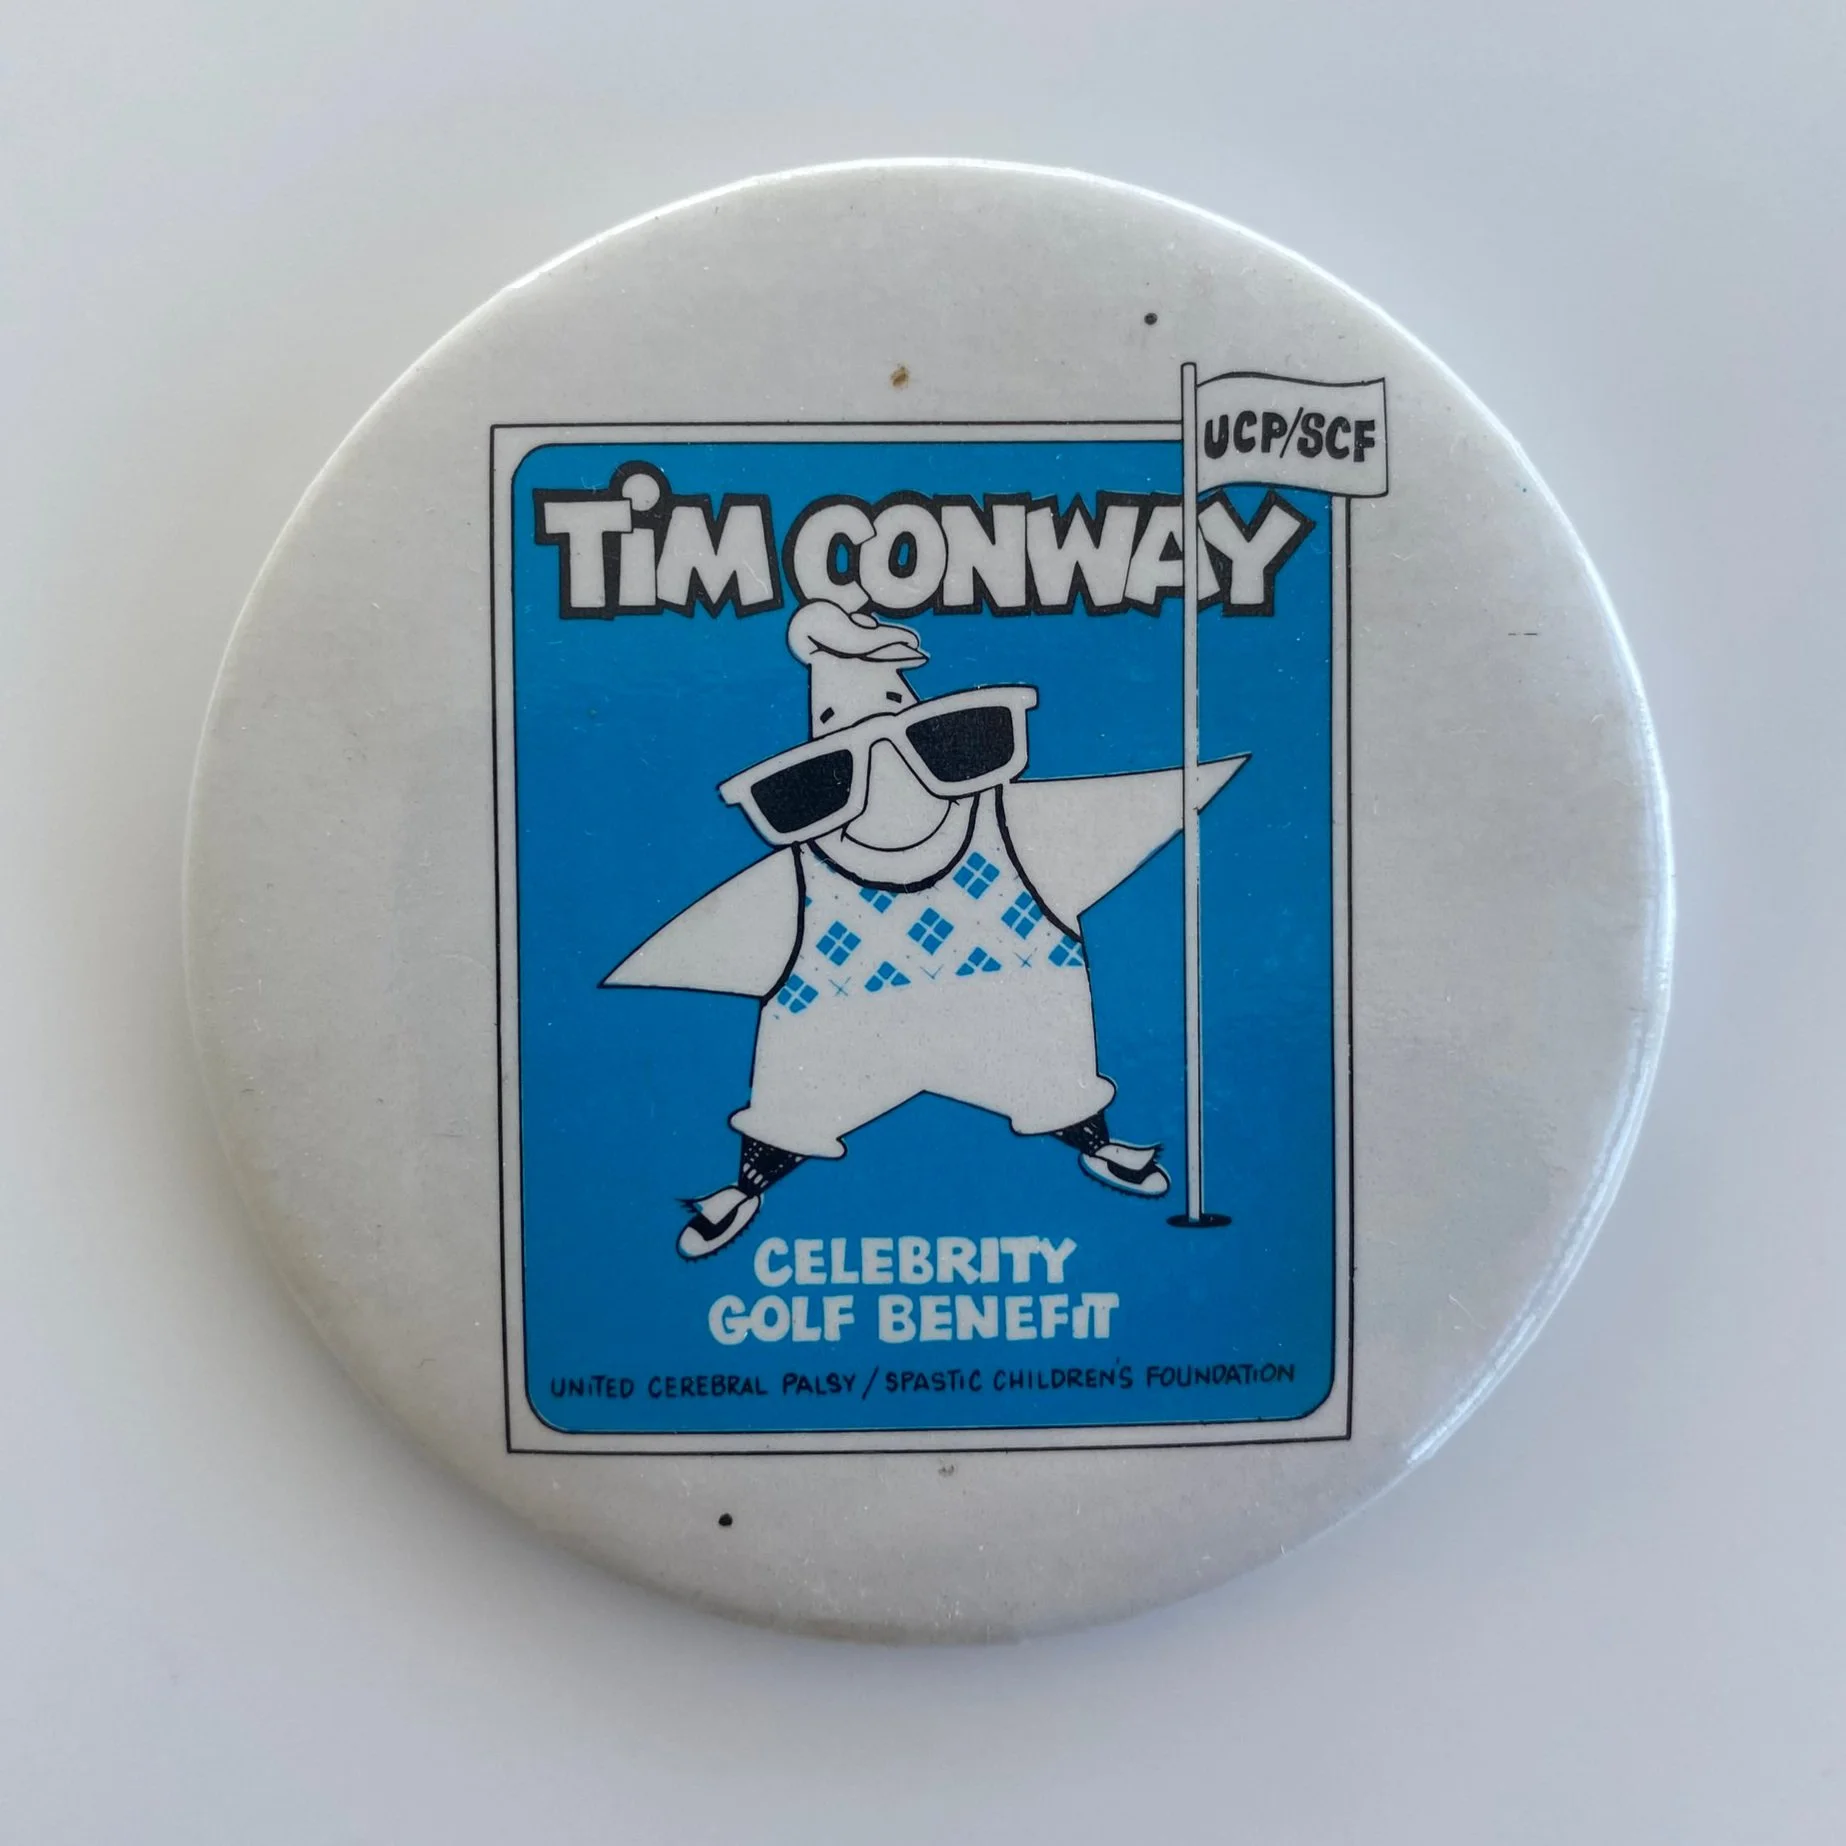 UCP/SCF
TiM CONWAY
CELEBRITY
GOLF BENEFIT
UNiTED CEREBRAL PALSY / SPASTiC CHILDREN'S FOUNDATiON